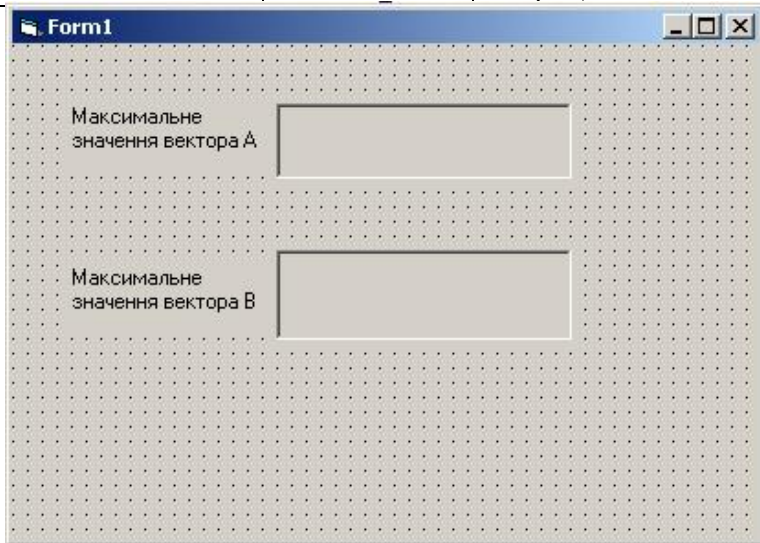 Form1
Максимальне
значення вектора А
Максимальне
значення вектора В